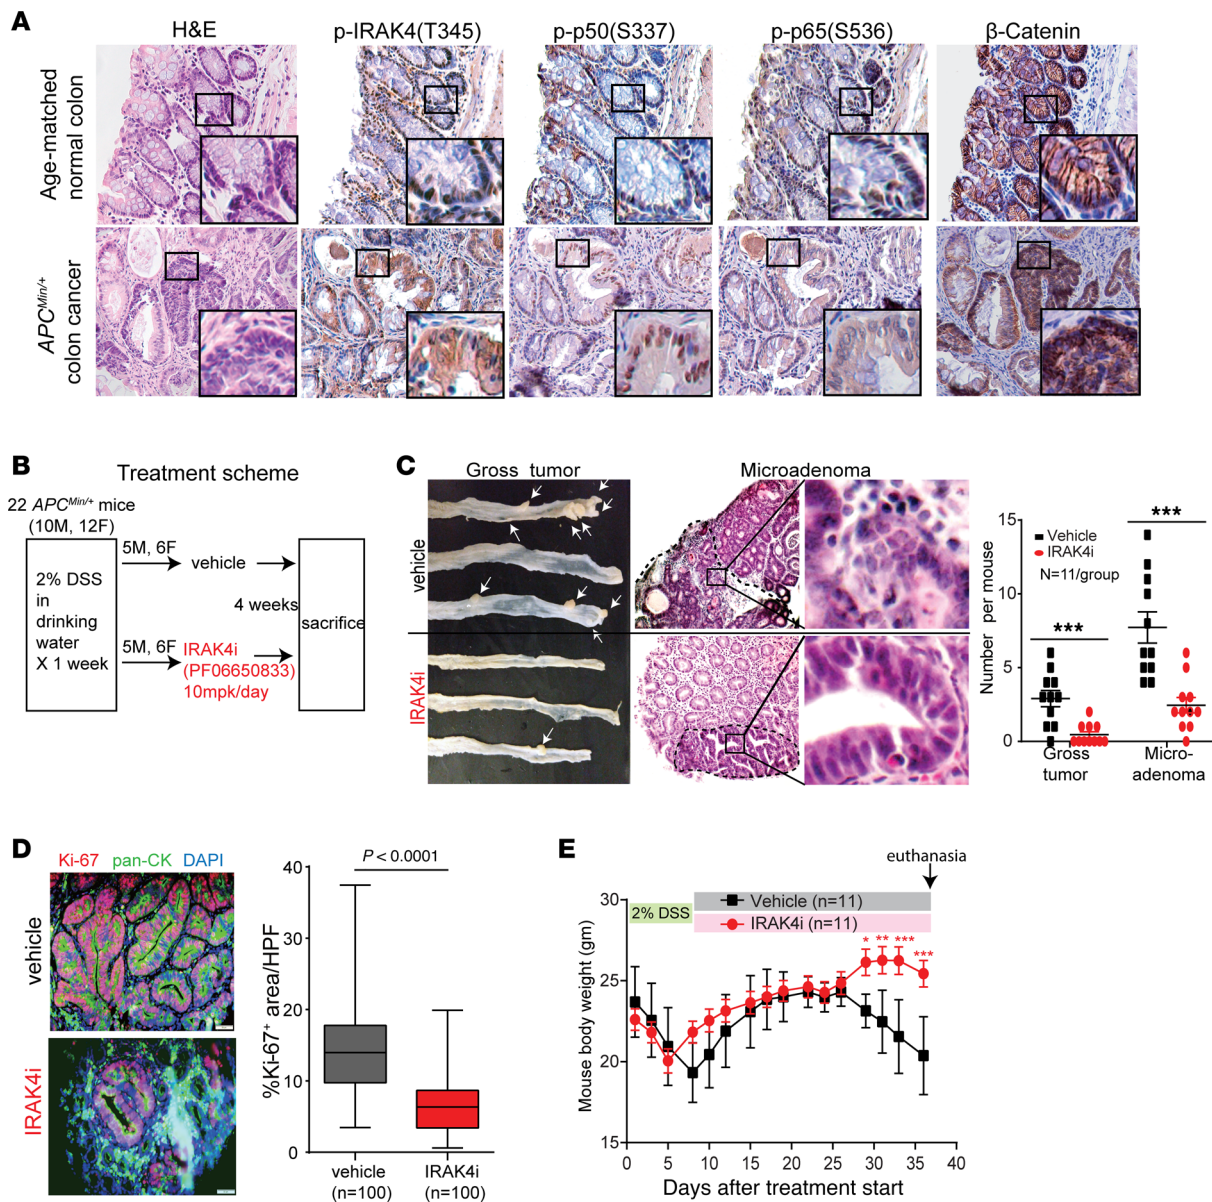 A
H&E
p-IRAK4(T345)
p-p50(S337)
p-p65(S536)
β-Catenin
Age-matched
normal colon
APC^Min/+
colon cancer
B
Treatment scheme
22 APC^Min/+ mice
(10M, 12F)
2% DSS
in
drinking
water
X 1 week
5M, 6F
vehicle
4 weeks
5M, 6F
IRAK4i
(PF06650833)
10mpk/day
sacrifice
C
Gross tumor
Microadenoma
vehicle
IRAK4i
Number per mouse
15
10
5
0
Vehicle
IRAK4i
N=11/group
***
***
Gross
tumor
Micro-
adenoma
D
Ki-67 pan-CK DAPI
vehicle
IRAK4i
%Ki-67+ area/HPF
40
30
20
10
0
P < 0.0001
vehicle
(n=100)
IRAK4i
(n=100)
E
euthanasia
2% DSS
Vehicle (n=11)
IRAK4i (n=11)
* ** *** ***
Mouse body weight (gm)
30
25
20
15
0 5 10 15 20 25 30 35 40
Days after treatment start